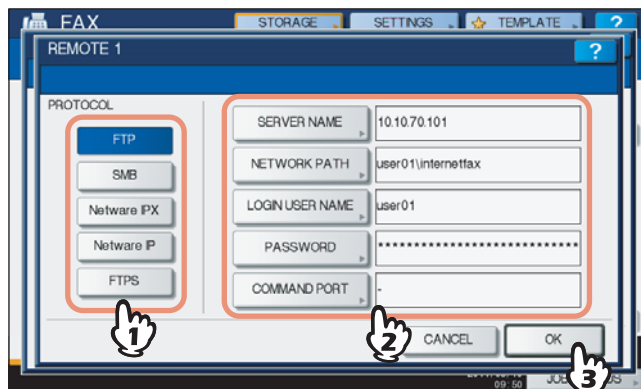 FAX STORAGE SETTINGS TEMPLATE ?
REMOTE 1 ?
PROTOCOL
FTP
SMB
Netware IPX
Netware IP
FTPS
SERVER NAME 10.10.70.101
NETWORK PATH user01\internetfax
LOGIN USER NAME user01
PASSWORD ******************************
COMMAND PORT -
1
2
CANCEL OK
3
09:50